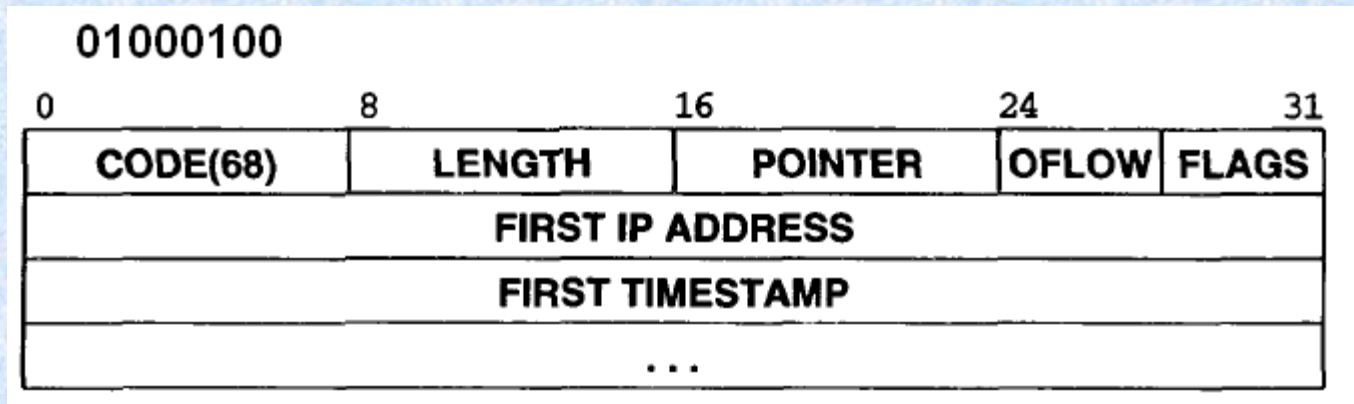 01000100
0 8 16 24 31
CODE(68) LENGTH POINTER OFLOW FLAGS
FIRST IP ADDRESS
FIRST TIMESTAMP
...